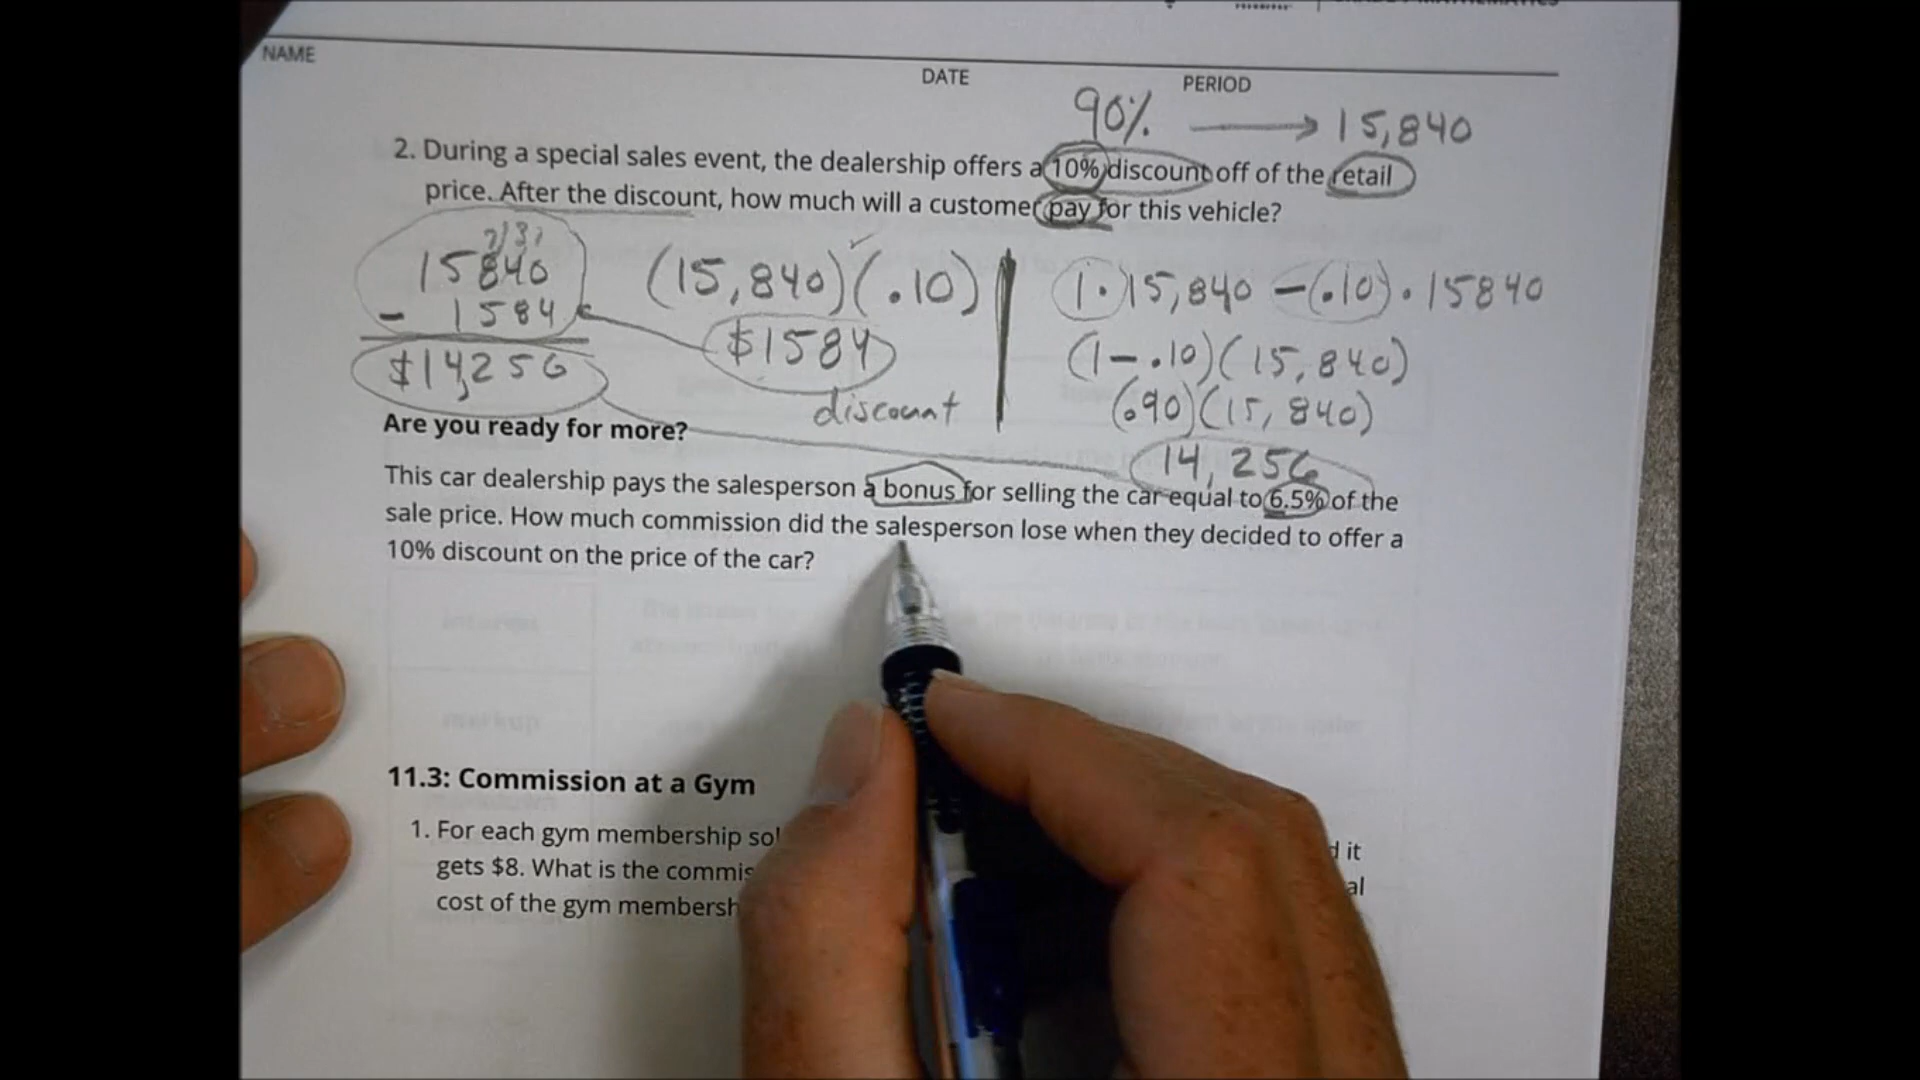 NAME
DATE
PERIOD
90% → 15,840
2. During a special sales event, the dealership offers a 10% discount off of the retail
price. After the discount, how much will a customer pay for this vehicle?
15840
- 1584
$14,256
(15,840)(.10)
$1584
discount
1·15,840 -(.10)·15840
(1-.10)(15,840)
(.90)(15,840)
14,256
Are you ready for more?
This car dealership pays the salesperson a bonus for selling the car equal to 6.5% of the
sale price. How much commission did the salesperson lose when they decided to offer a
10% discount on the price of the car?
11.3: Commission at a Gym
1. For each gym membership sol
gets $8. What is the commis
cost of the gym membersh
it
al